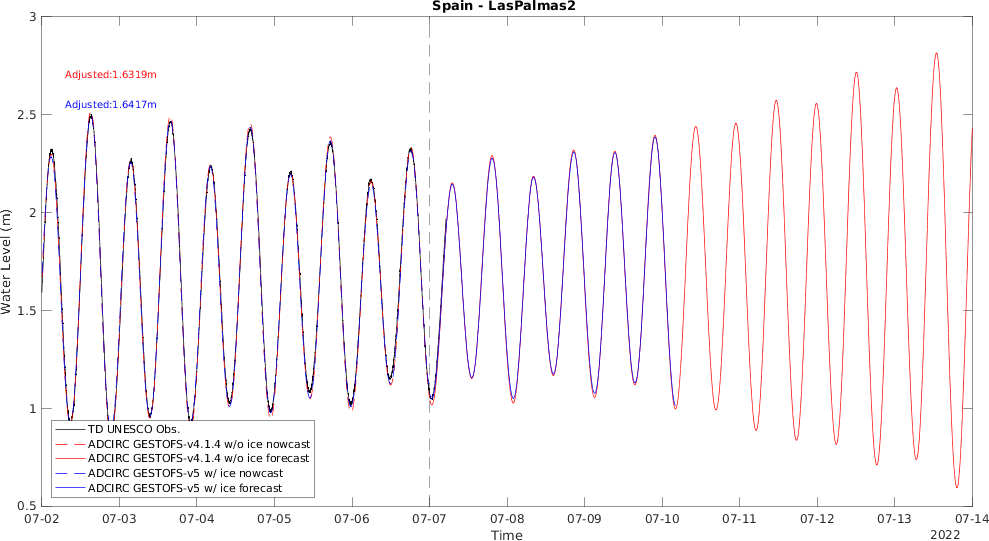 Spain - LasPalmas2
3
2.5
2
1.5
1
0.5
Water Level (m)
Adjusted:1.6319m
Adjusted:1.6417m
TD UNESCO Obs.
ADCIRC GESTOFS-v4.1.4 w/o ice nowcast
ADCIRC GESTOFS-v4.1.4 w/o ice forecast
ADCIRC GESTOFS-v5 w/ ice nowcast
ADCIRC GESTOFS-v5 w/ ice forecast
07-02 07-03 07-04 07-05 07-06 07-07 07-08 07-09 07-10 07-11 07-12 07-13 07-14
Time
2022